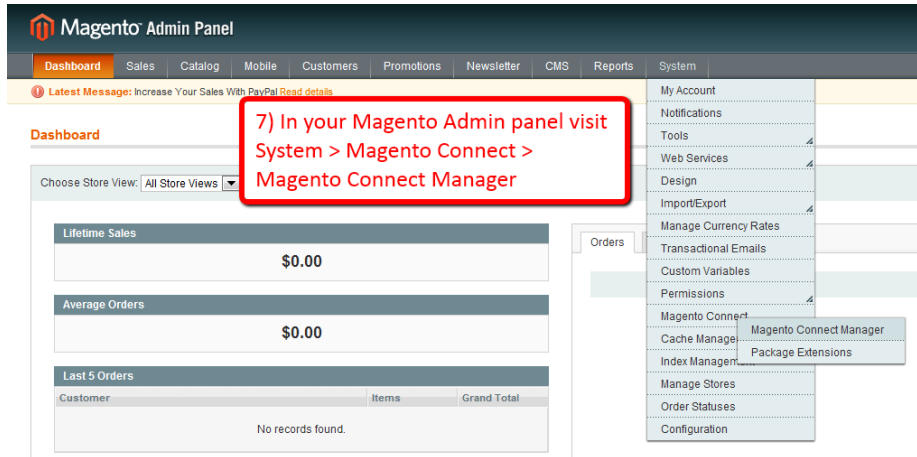 Magento Admin Panel
Dashboard Sales Catalog Mobile Customers Promotions Newsletter CMS Reports System
Latest Message: Increase Your Sales With PayPal Read details
Dashboard
Choose Store View: All Store Views
7) In your Magento Admin panel visit
System > Magento Connect >
Magento Connect Manager
Lifetime Sales
$0.00
Average Orders
$0.00
Last 5 Orders
Customer Items Grand Total
No records found.
Orders
My Account
Notifications
Tools
Web Services
Design
Import/Export
Manage Currency Rates
Transactional Emails
Custom Variables
Permissions
Magento Connect
Magento Connect Manager
Package Extensions
Cache Manage
Index Management
Manage Stores
Order Statuses
Configuration